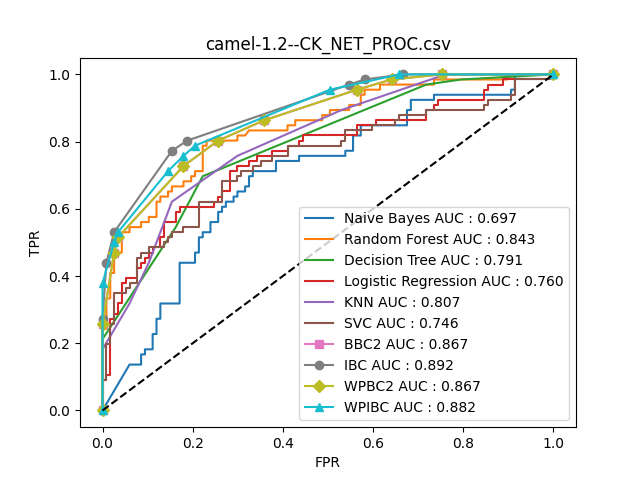 camel-1.2--CK_NET_PROC.csv
1.0
0.8
0.6
0.4
0.2
0.0
TPR
Naive Bayes AUC : 0.697
Random Forest AUC : 0.843
Decision Tree AUC : 0.791
Logistic Regression AUC : 0.760
KNN AUC : 0.807
SVC AUC : 0.746
BBC2 AUC : 0.867
IBC AUC : 0.892
WPBC2 AUC : 0.867
WPIBC AUC : 0.882
0.0 0.2 0.4 0.6 0.8 1.0
FPR